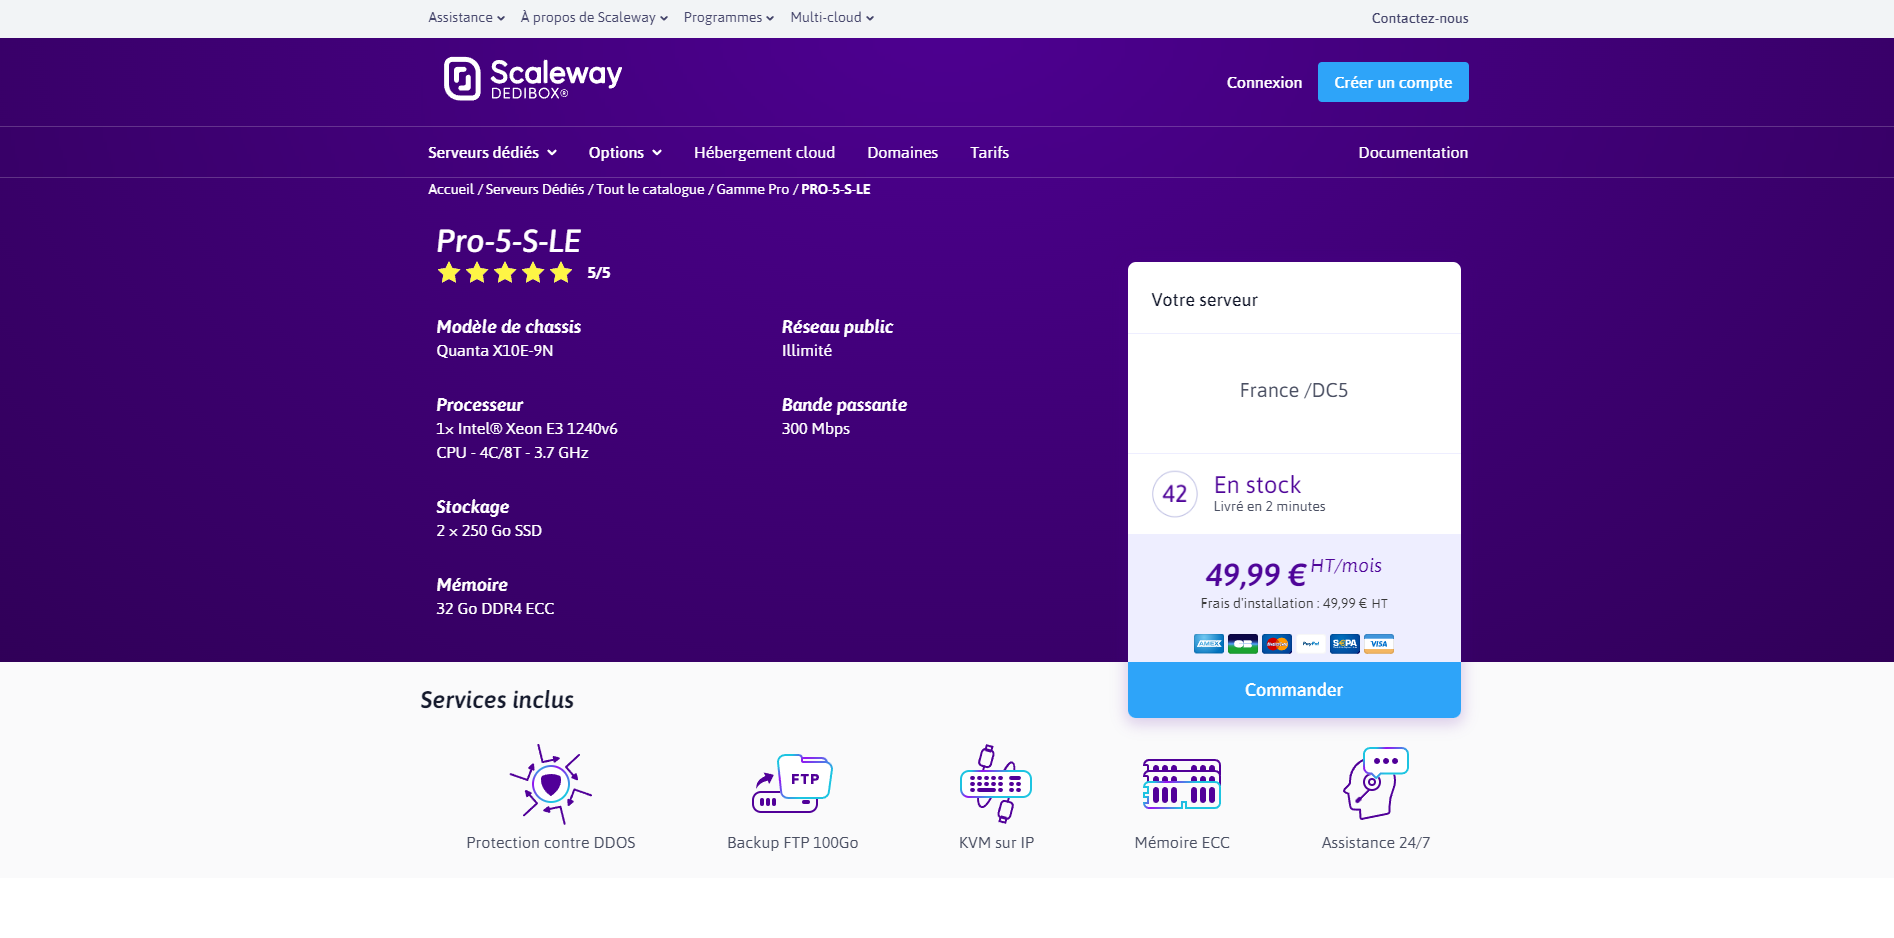 Assistance À propos de Scaleway Programmes Multi-cloud Contactez-nous
Scaleway
DEDIBOX®
Connexion Créer un compte
Serveurs dédiés Options Hébergement cloud Domaines Tarifs Documentation
Accueil / Serveurs Dédiés / Tout le catalogue / Gamme Pro / PRO-5-S-LE
Pro-5-S-LE
5/5
Modèle de chassis
Quanta X10E-9N
Processeur
1x Intel® Xeon E3 1240v6
CPU - 4C/8T - 3.7 GHz
Stockage
2 x 250 Go SSD
Mémoire
32 Go DDR4 ECC
Réseau public
Illimité
Bande passante
300 Mbps
Votre serveur
France /DC5
42 En stock
Livré en 2 minutes
49,99 € HT/mois
Frais d'installation : 49,99 € HT
AMEX CB MasterCard PayPal SEPA VISA
Commander
Services inclus
FTP
Protection contre DDOS
Backup FTP 100Go
KVM sur IP
Mémoire ECC
Assistance 24/7